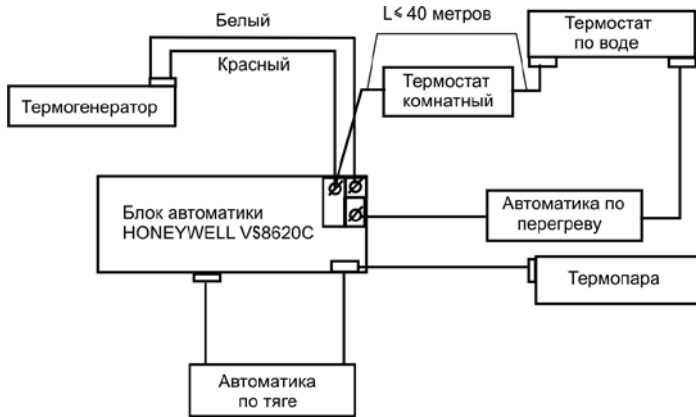 Белый
L ⩽ 40 метров
Термостат
по воде
Красный
Термостат
комнатный
Термогенератор
Блок автоматики
HONEYWELL V$8620C
Автоматика по
перегреву
Термопара
Автоматика
по тяге